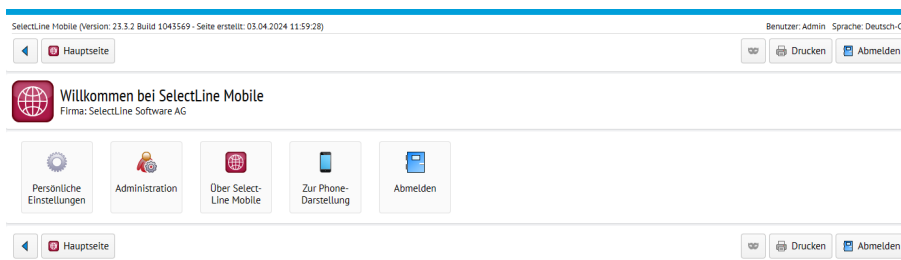 SelectLine Mobile (Version: 23.3.2 Build 1043569 - Seite erstellt: 03.04.2024 11:59:28) Benutzer: Admin Sprache: Deutsch-
Hauptseite Drucken Abmelden
Willkommen bei SelectLine Mobile
Firma: SelectLine Software AG
Persönliche Einstellungen
Administration
Über Select-
Line Mobile
Zur Phone-
Darstellung
Abmelden
Hauptseite Drucken Abmelden